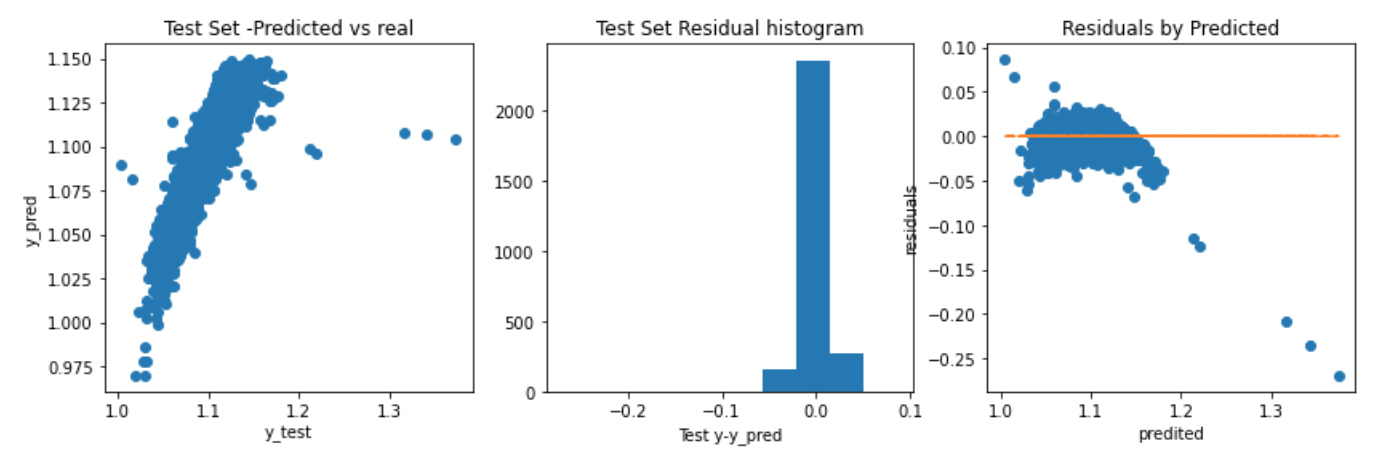 Test Set -Predicted vs real
1.150
1.125
1.100
1.075
1.050
1.025
1.000
0.975
y_pred
1.0 1.1 1.2 1.3
y_test
Test Set Residual histogram
2000
1500
1000
500
0
−0.2 −0.1 0.0 0.1
Test y-y_pred
Residuals by Predicted
0.10
0.05
0.00
−0.05
−0.10
−0.15
−0.20
−0.25
residuals
1.0 1.1 1.2 1.3
predited